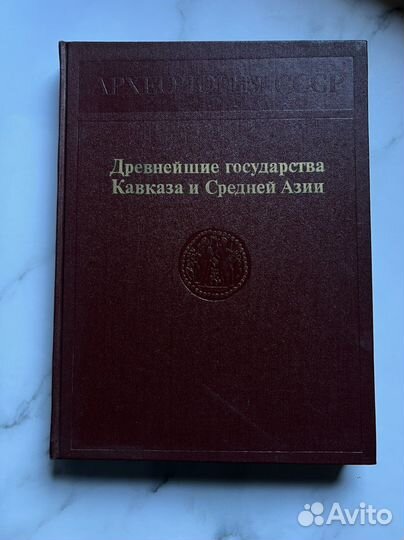 АРХЕОЛОГИЯ СССР
Древнейшие государства
Кавказа и Средней Азии
Avito